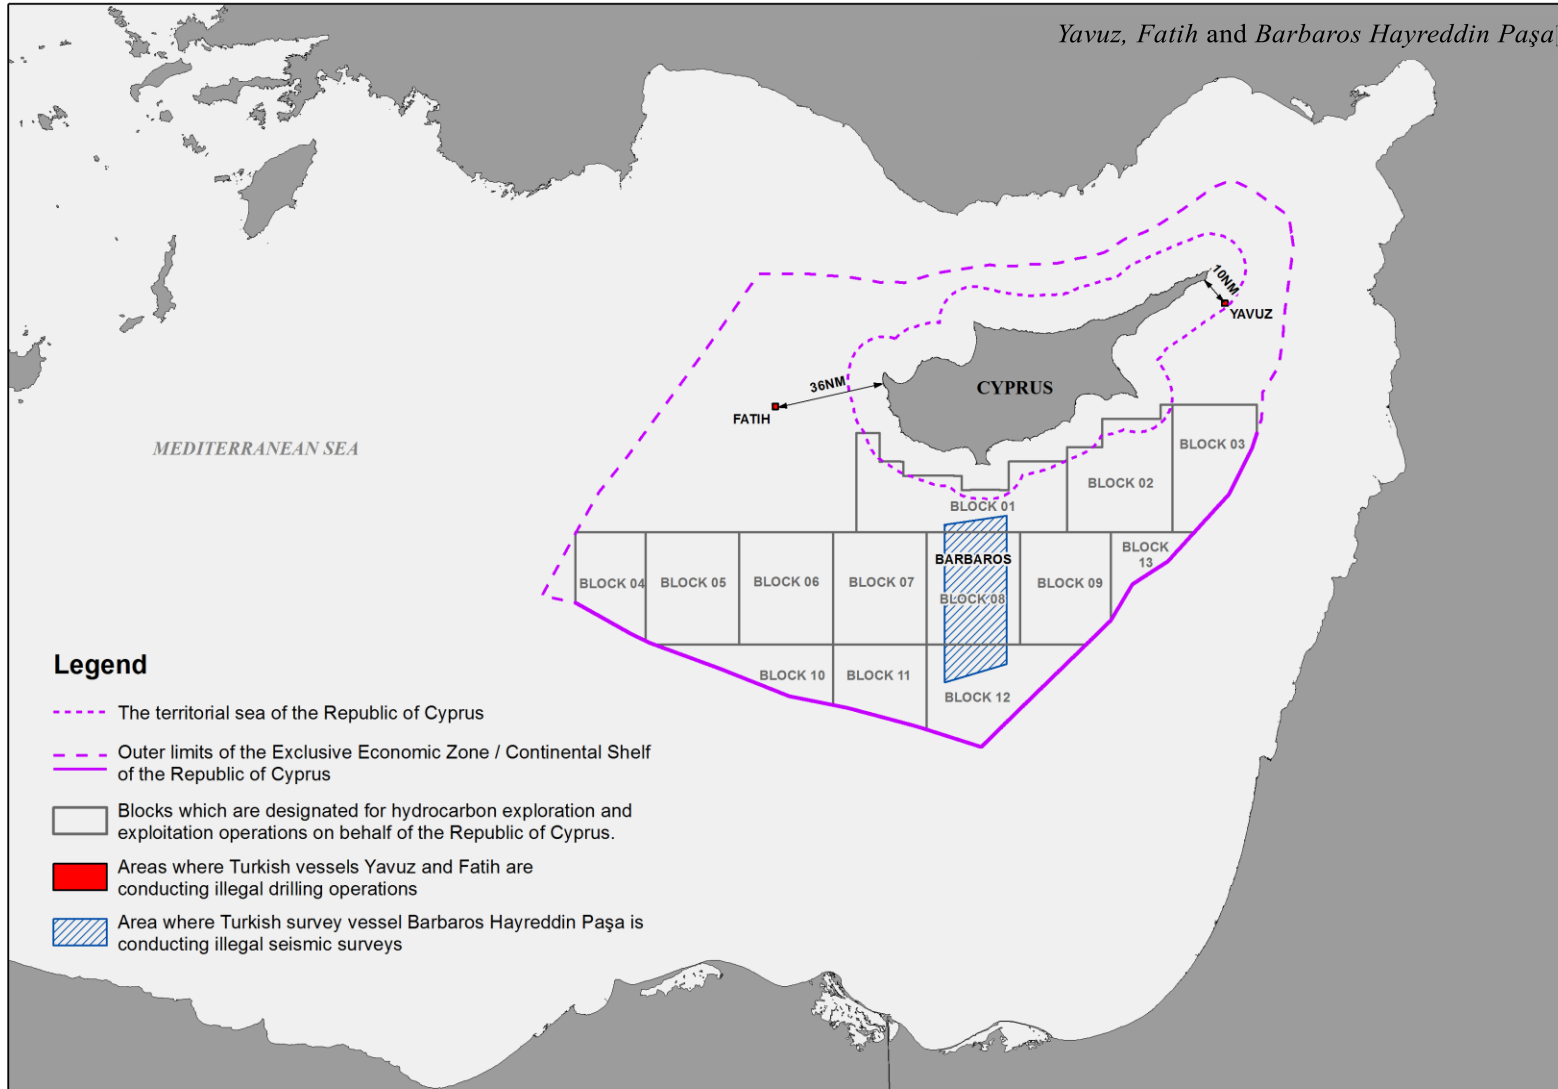 Yavuz, Fatih and Barbaros Hayreddin Paşa
10NM
YAVUZ
36NM
CYPRUS
FATIH
MEDITERRANEAN SEA
BLOCK 03
BLOCK 02
BLOCK 01
BARBAROS
BLOCK
13
BLOCK 04
BLOCK 05
BLOCK 06
BLOCK 07
BLOCK 08
BLOCK 09
BLOCK 10
BLOCK 11
BLOCK 12
Legend
The territorial sea of the Republic of Cyprus
Outer limits of the Exclusive Economic Zone / Continental Shelf
of the Republic of Cyprus
Blocks which are designated for hydrocarbon exploration and
exploitation operations on behalf of the Republic of Cyprus.
Areas where Turkish vessels Yavuz and Fatih are
conducting illegal drilling operations
Area where Turkish survey vessel Barbaros Hayreddin Paşa is
conducting illegal seismic surveys